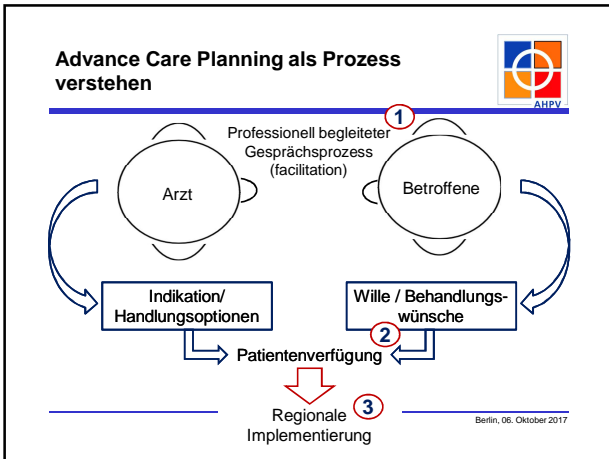 Advance Care Planning als Prozess
verstehen
AHPV
1
Professionell begleiteter
Gesprächsprozess
(facilitation)
Arzt
Betroffene
Indikation/
Handlungsoptionen
Wille / Behandlungs-
wünsche
2
Patientenverfügung
Regionale
Implementierung
3
Berlin, 06. Oktober 2017